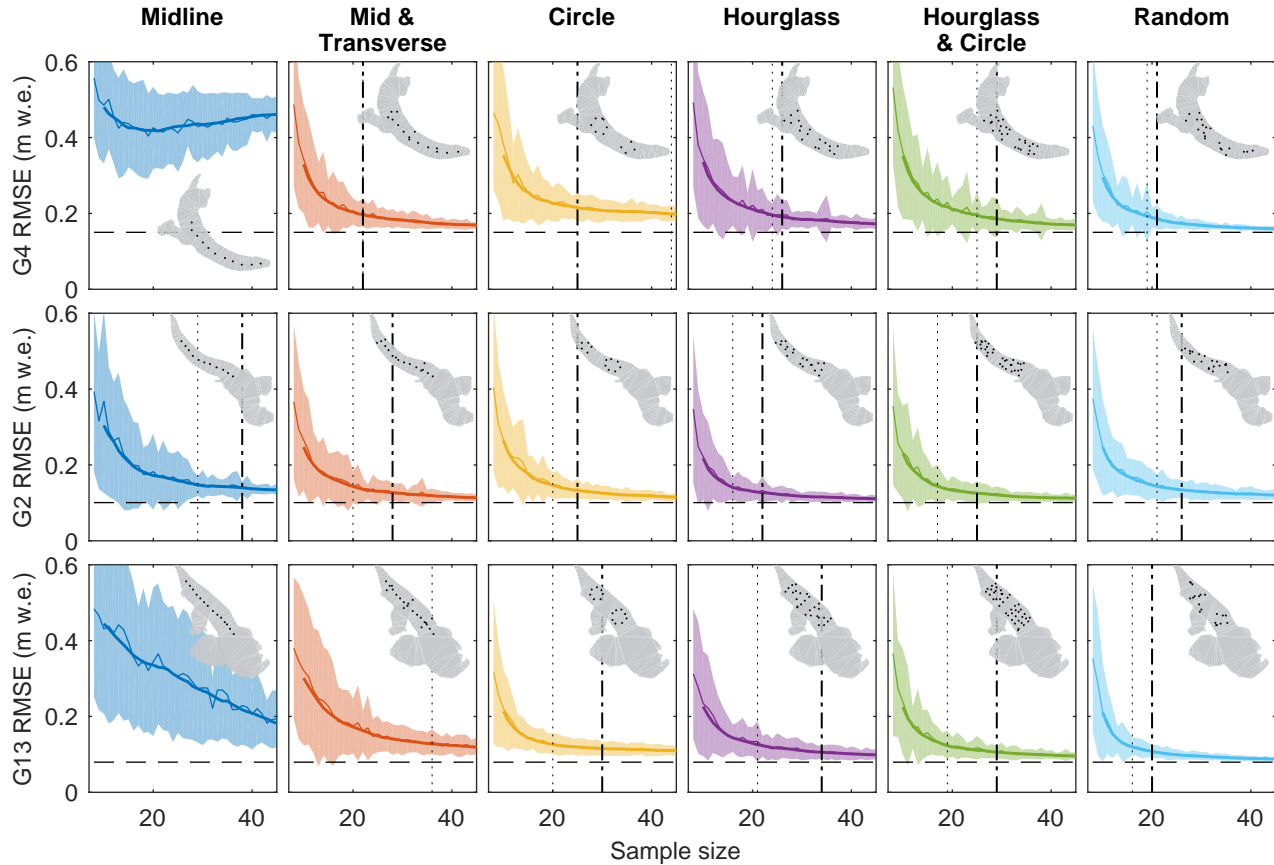 Midline
Mid &
Transverse
Circle
Hourglass
Hourglass
& Circle
Random
G4 RMSE (m w.e.)
0.6
0.4
0.2
0
G2 RMSE (m w.e.)
0.6
0.4
0.2
0
G13 RMSE (m w.e.)
0.6
0.4
0.2
0
20 40 20 40 20 40 20 40 20 40 20 40
Sample size